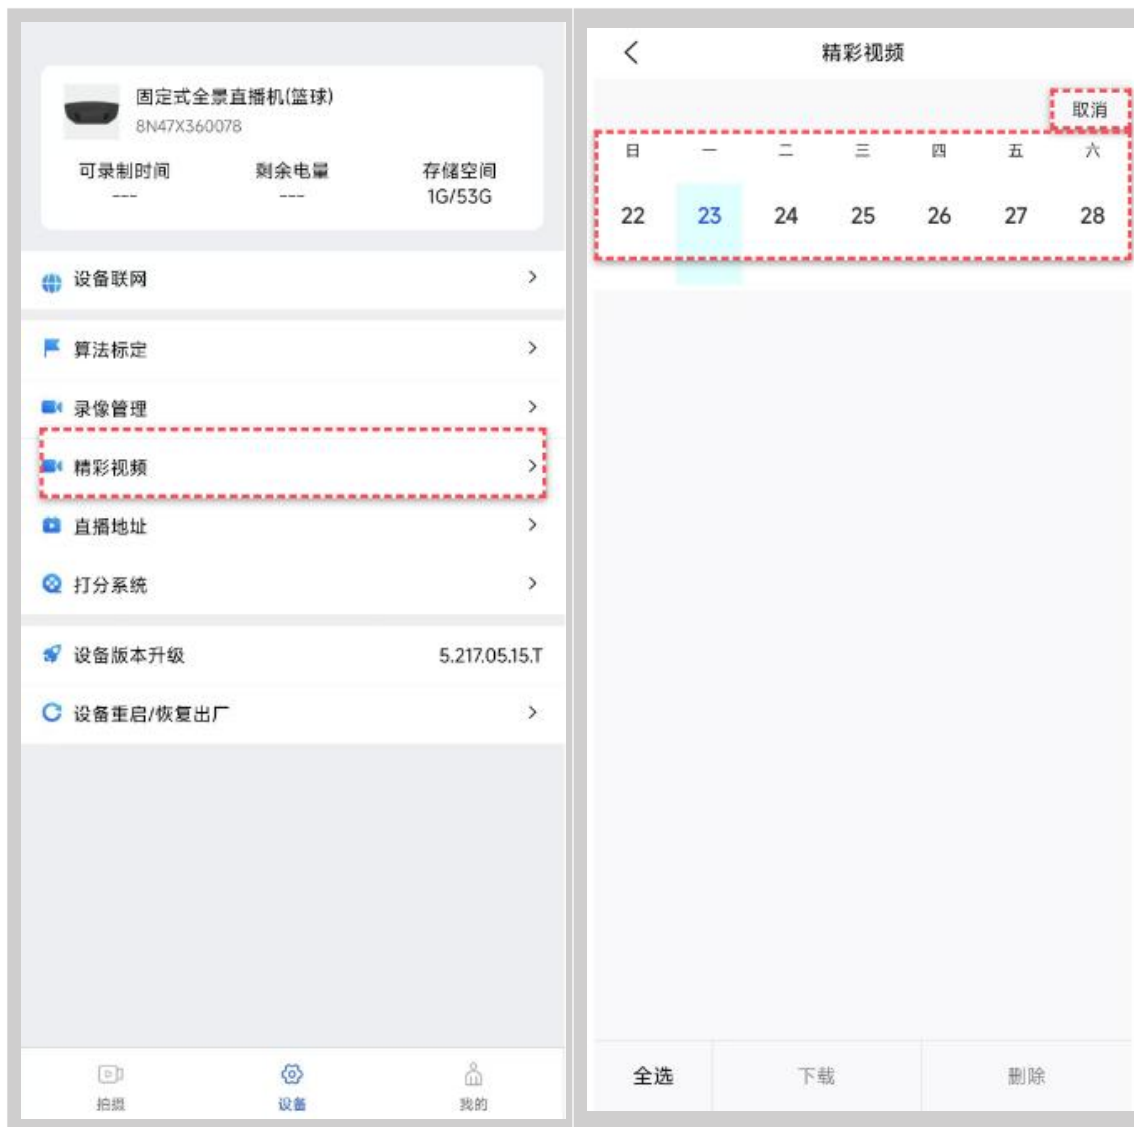 固定式全景直播机(篮球)
8N47X360078
可录制时间 剩余电量 存储空间
--- --- 1G/53G
设备联网
算法标定
录像管理
精彩视频
直播地址
打分系统
设备版本升级 5.217.05.15.T
设备重启/恢复出厂
拍摄 设备 我的
精彩视频
取消
日 一 二 三 四 五 六
22 23 24 25 26 27 28
全选 下载 删除